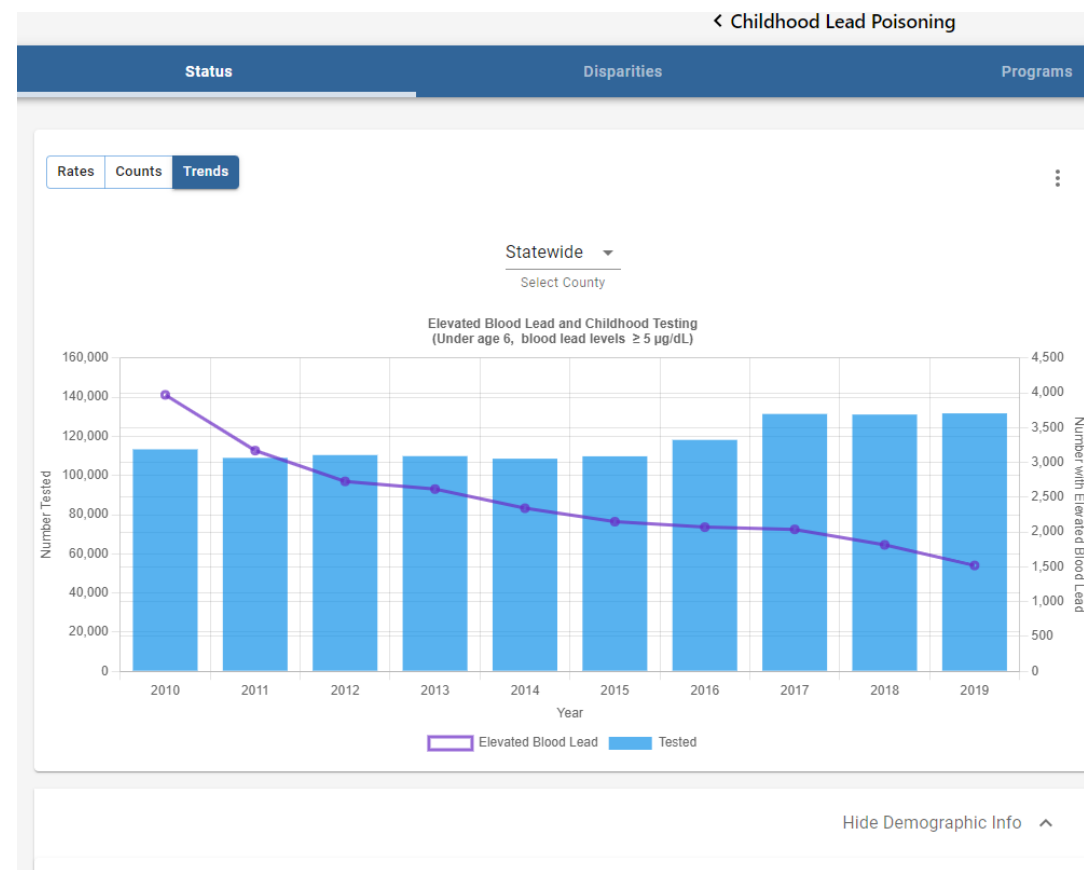 < Childhood Lead Poisoning
Status Disparities Programs
Rates Counts Trends
Statewide
Select County
Elevated Blood Lead and Childhood Testing
(Under age 6, blood lead levels ≥ 5 µg/dL)
160,000
140,000
120,000
100,000
80,000
60,000
40,000
20,000
0
Number Tested
4,500
4,000
3,500
3,000
2,500
2,000
1,500
1,000
500
0
Number with Elevated Blood Lead
2010 2011 2012 2013 2014 2015 2016 2017 2018 2019
Year
Elevated Blood Lead Tested
Hide Demographic Info